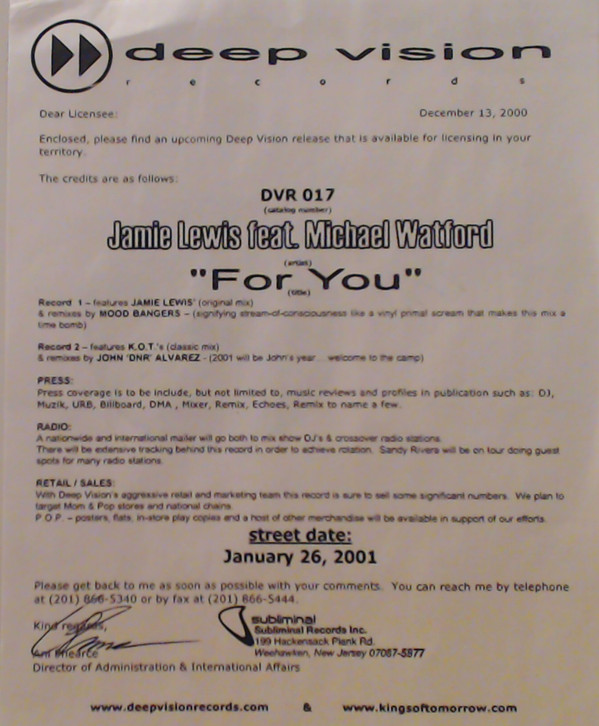 deep vision
records
Dear Licensee:
December 13, 2000
Enclosed, please find an upcoming Deep Vision release that is available for licensing in your
territory.
The credits are as follows:
DVR 017
(catalog number)
Jamie Lewis feat. Michael Watford
(artist)
"For You"
(title)
Record 1 – features JAMIE LEWIS' (original mix)
& remixes by MOOD BANGERS – (signifying stream-of-consciousness like a vinyl primal scream that makes this mix a
time bomb)
Record 2 – features K.O.T.'s (classic mix)
& remixes by JOHN 'DNR' ALVAREZ - (2001 will be John's year... welcome to the camp)
PRESS:
Press coverage is to be include, but not limited to, music reviews and profiles in publication such as: DJ,
Muzik, URB, Billboard, DMA , Mixer, Remix, Echoes, Remix to name a few.
RADIO:
A nationwide and international mailer will go both to mix show DJ's & crossover radio stations.
There will be extensive tracking behind this record in order to achieve rotation. Sandy Rivera will be on tour doing guest
spots for many radio stations.
RETAIL / SALES:
With Deep Vision's aggressive retail and marketing team this record is sure to sell some significant numbers. We plan to
target Mom & Pop stores and national chains.
P.O.P. – posters, flats, in-store play copies and a host of other merchandise will be available in support of our efforts.
street date:
January 26, 2001
Please get back to me as soon as possible with your comments. You can reach me by telephone
at (201) 866-5340 or by fax at (201) 866-5444.
Kind regards,
subliminal
Subliminal Records Inc.
199 Hackensack Plank Rd.
Weehawken, New Jersey 07087-5877
Director of Administration & International Affairs
www.deepvisionrecords.com & www.kingsoftomorrow.com